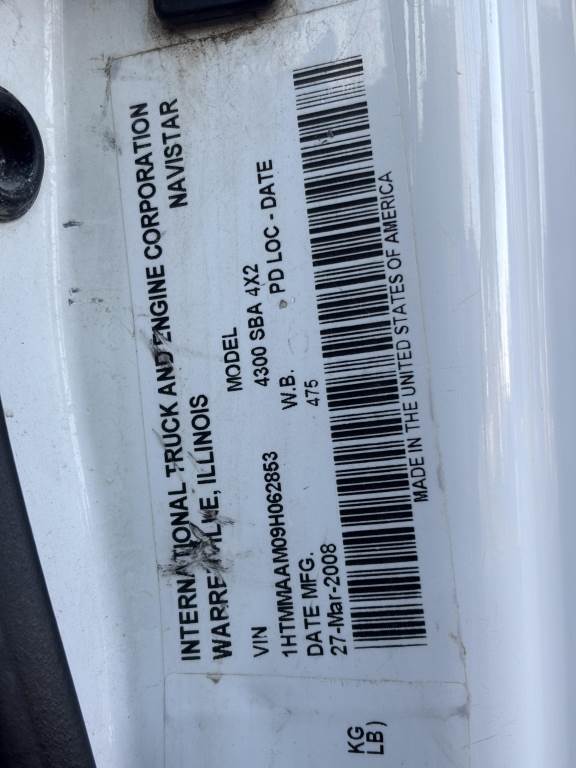 INTERNATIONAL TRUCK AND ENGINE CORPORATION
NAVISTAR
ILLINOIS
VIN
MODEL
1HTMMAAM09H062853
4300 SBA 4X2
DATE MFG.
W.B.
PD LOC - DATE
27-Mar-2008
475
MADE IN THE UNITED STATES OF AMERICA
KG
LB)